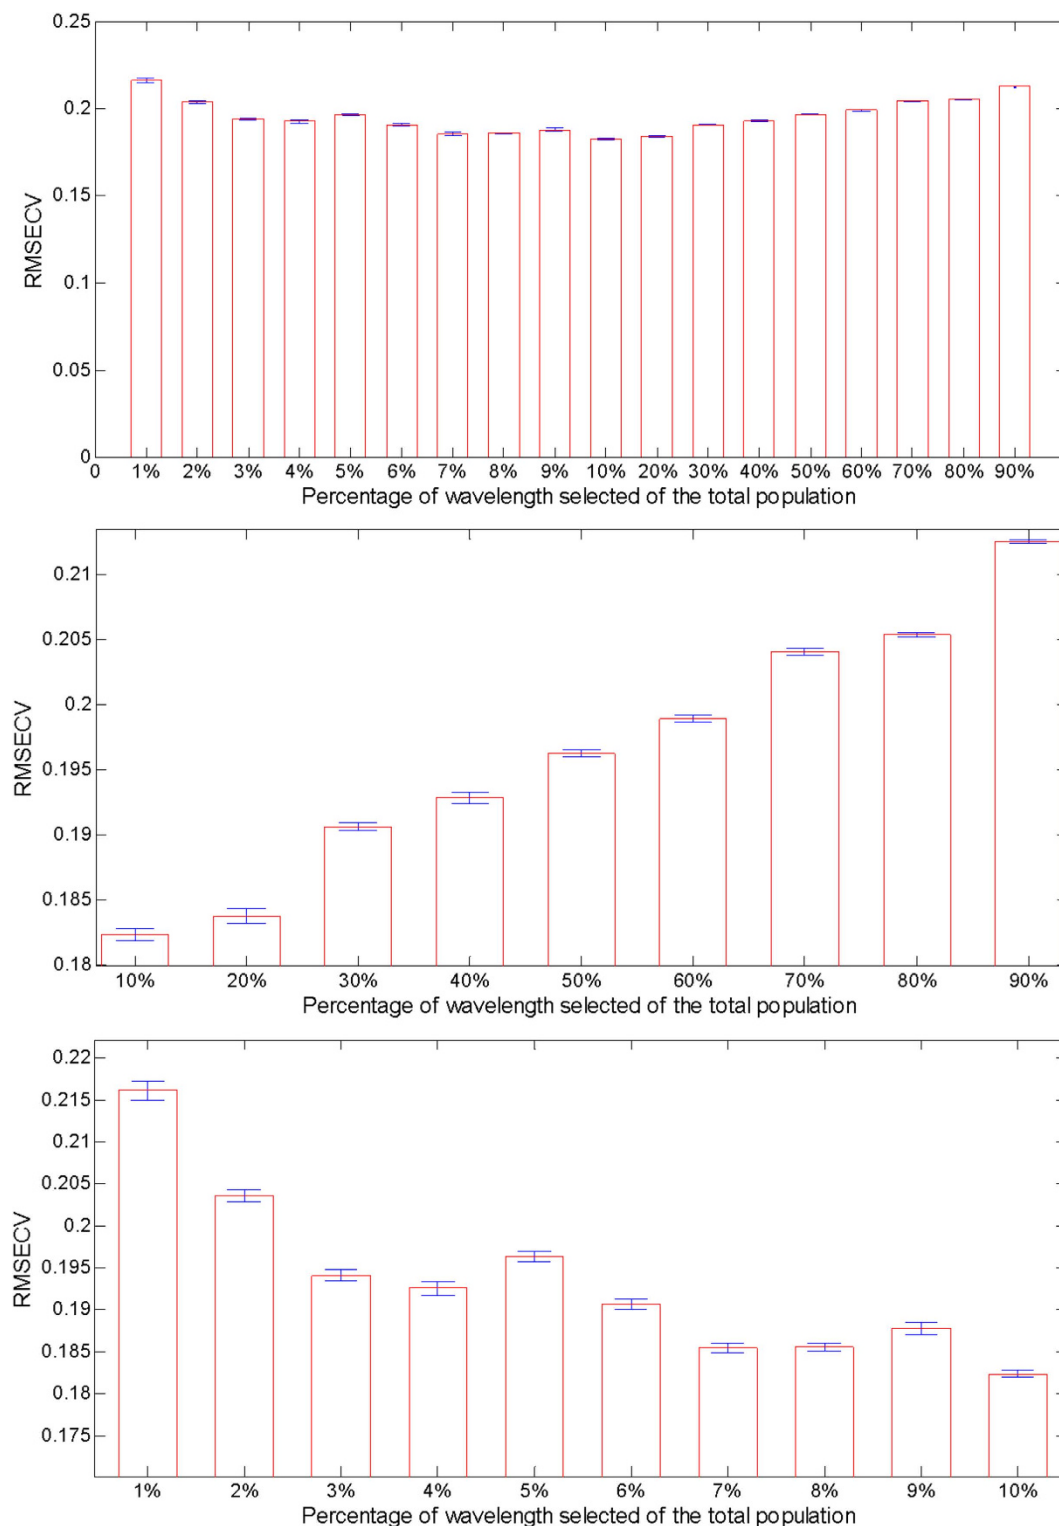 0.25
0.2
0.15
0.1
0.05
0
RMSECV
0 1% 2% 3% 4% 5% 6% 7% 8% 9% 10% 20% 30% 40% 50% 60% 70% 80% 90%
Percentage of wavelength selected of the total population
0.21
0.205
0.2
0.195
0.19
0.185
0.18
RMSECV
10% 20% 30% 40% 50% 60% 70% 80% 90%
Percentage of wavelength selected of the total population
0.22
0.215
0.21
0.205
0.2
0.195
0.19
0.185
0.18
0.175
RMSECV
1% 2% 3% 4% 5% 6% 7% 8% 9% 10%
Percentage of wavelength selected of the total population